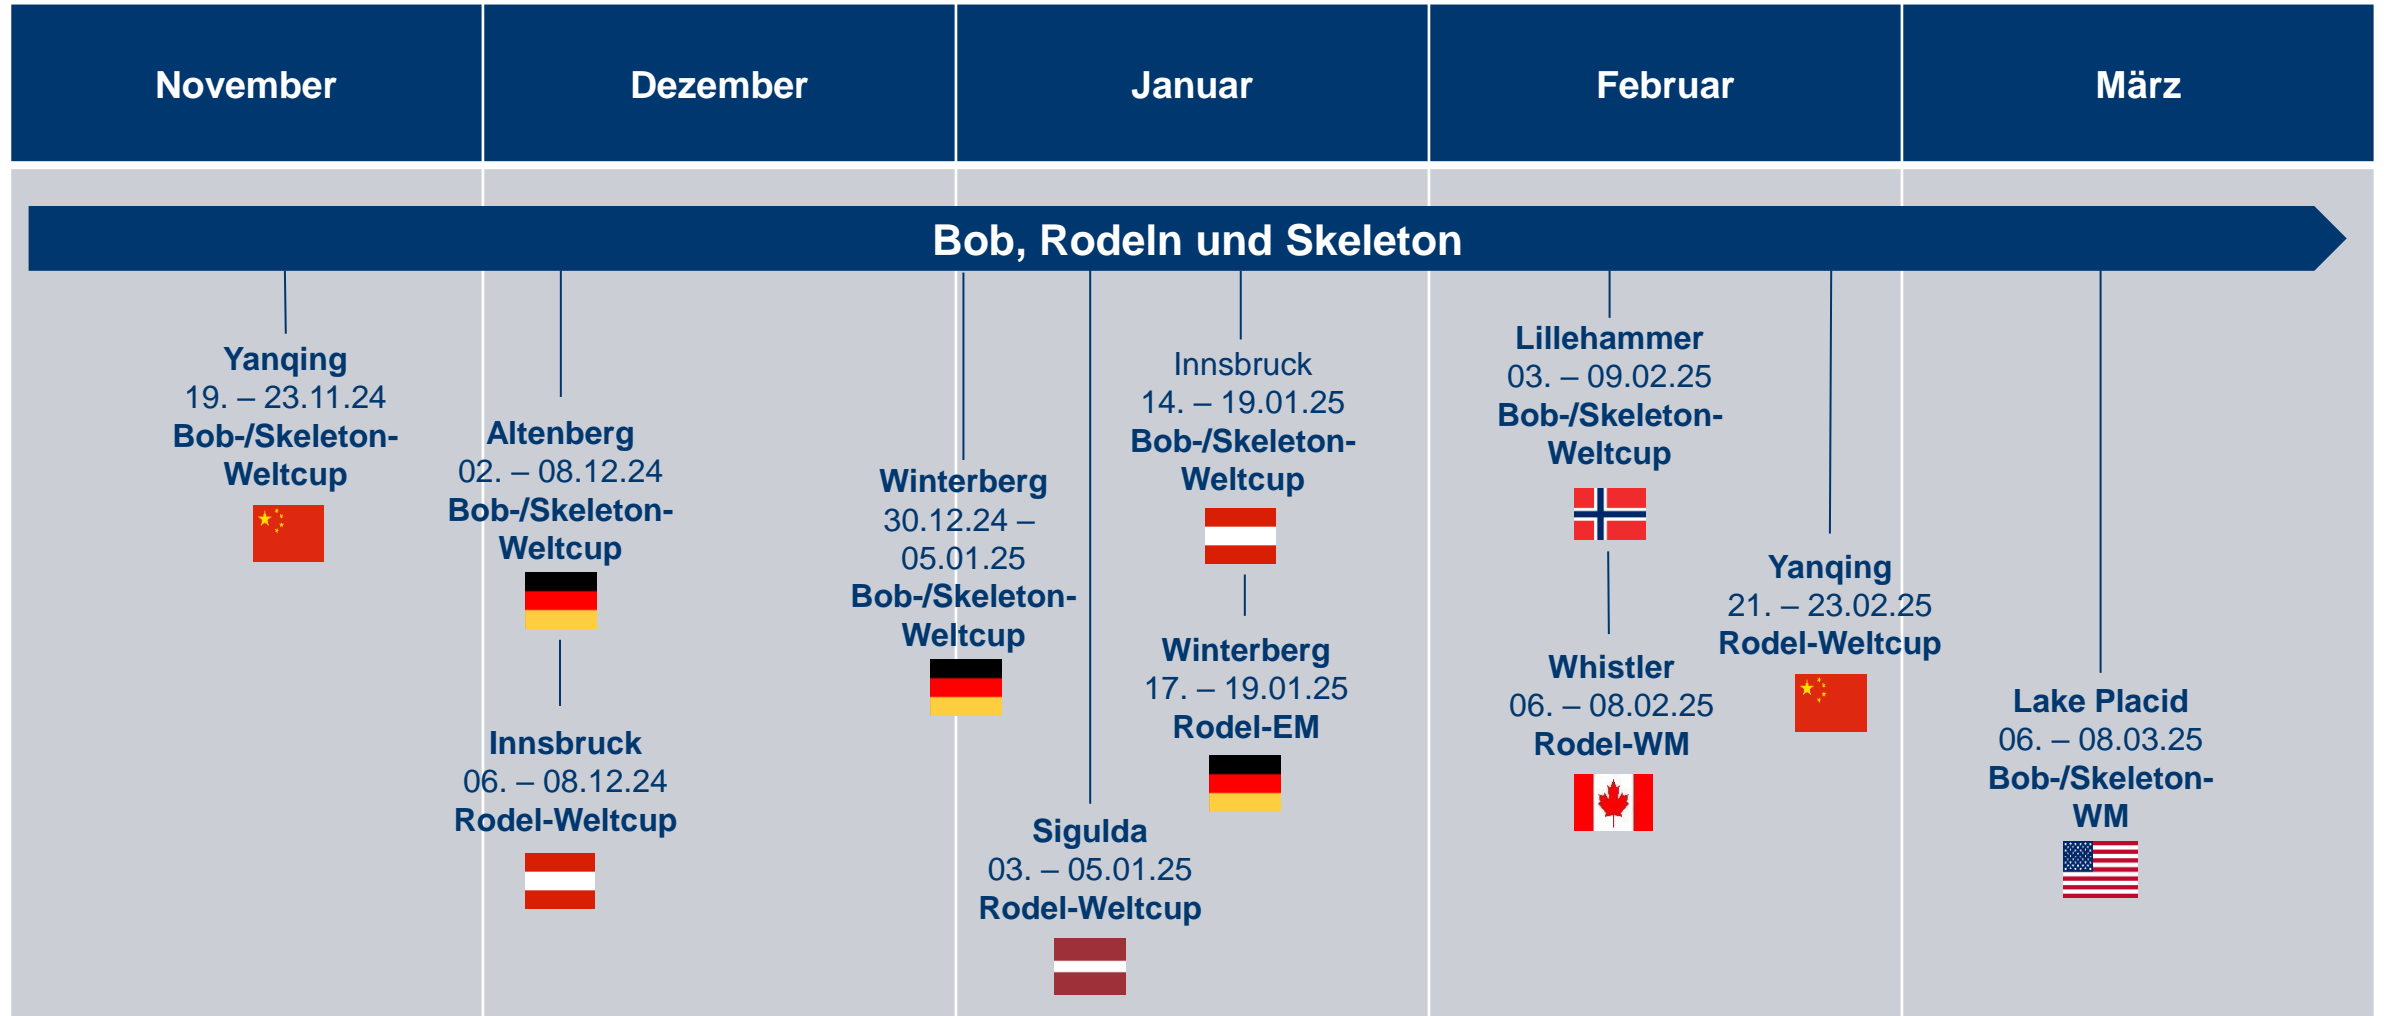 November
Dezember
Januar
Februar
März
Bob, Rodeln und Skeleton
Yanqing
19. – 23.11.24
Bob-/Skeleton-
Weltcup
Altenberg
02. – 08.12.24
Bob-/Skeleton-
Weltcup
Innsbruck
06. – 08.12.24
Rodel-Weltcup
Winterberg
30.12.24 –
05.01.25
Bob-/Skeleton-
Weltcup
Sigulda
03. – 05.01.25
Rodel-Weltcup
Innsbruck
14. – 19.01.25
Bob-/Skeleton-
Weltcup
Winterberg
17. – 19.01.25
Rodel-EM
Lillehammer
03. – 09.02.25
Bob-/Skeleton-
Weltcup
Whistler
06. – 08.02.25
Rodel-WM
Yanqing
21. – 23.02.25
Rodel-Weltcup
Lake Placid
06. – 08.03.25
Bob-/Skeleton-
WM